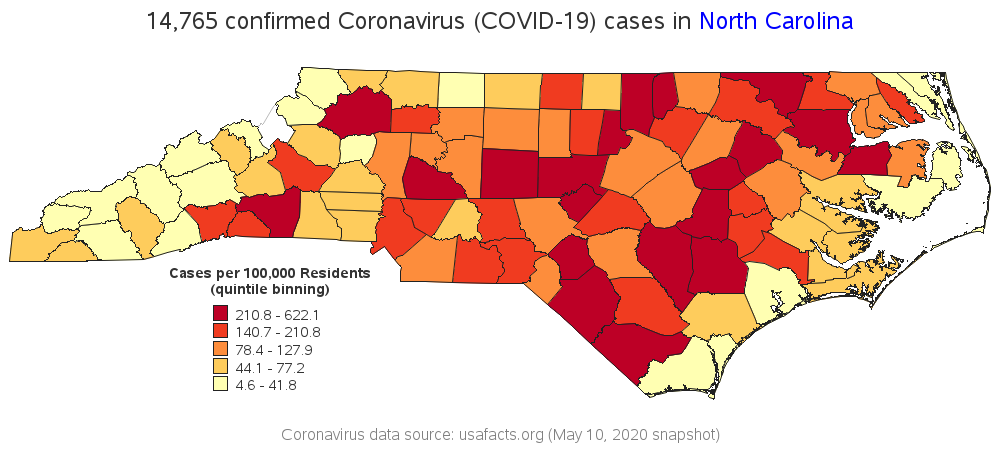 14,765 confirmed Coronavirus (COVID-19) cases in North Carolina
Cases per 100,000 Residents
(quintile binning)
210.8 - 622.1
140.7 - 210.8
78.4 - 127.9
44.1 - 77.2
4.6 - 41.8
Coronavirus data source: usafacts.org (May 10, 2020 snapshot)